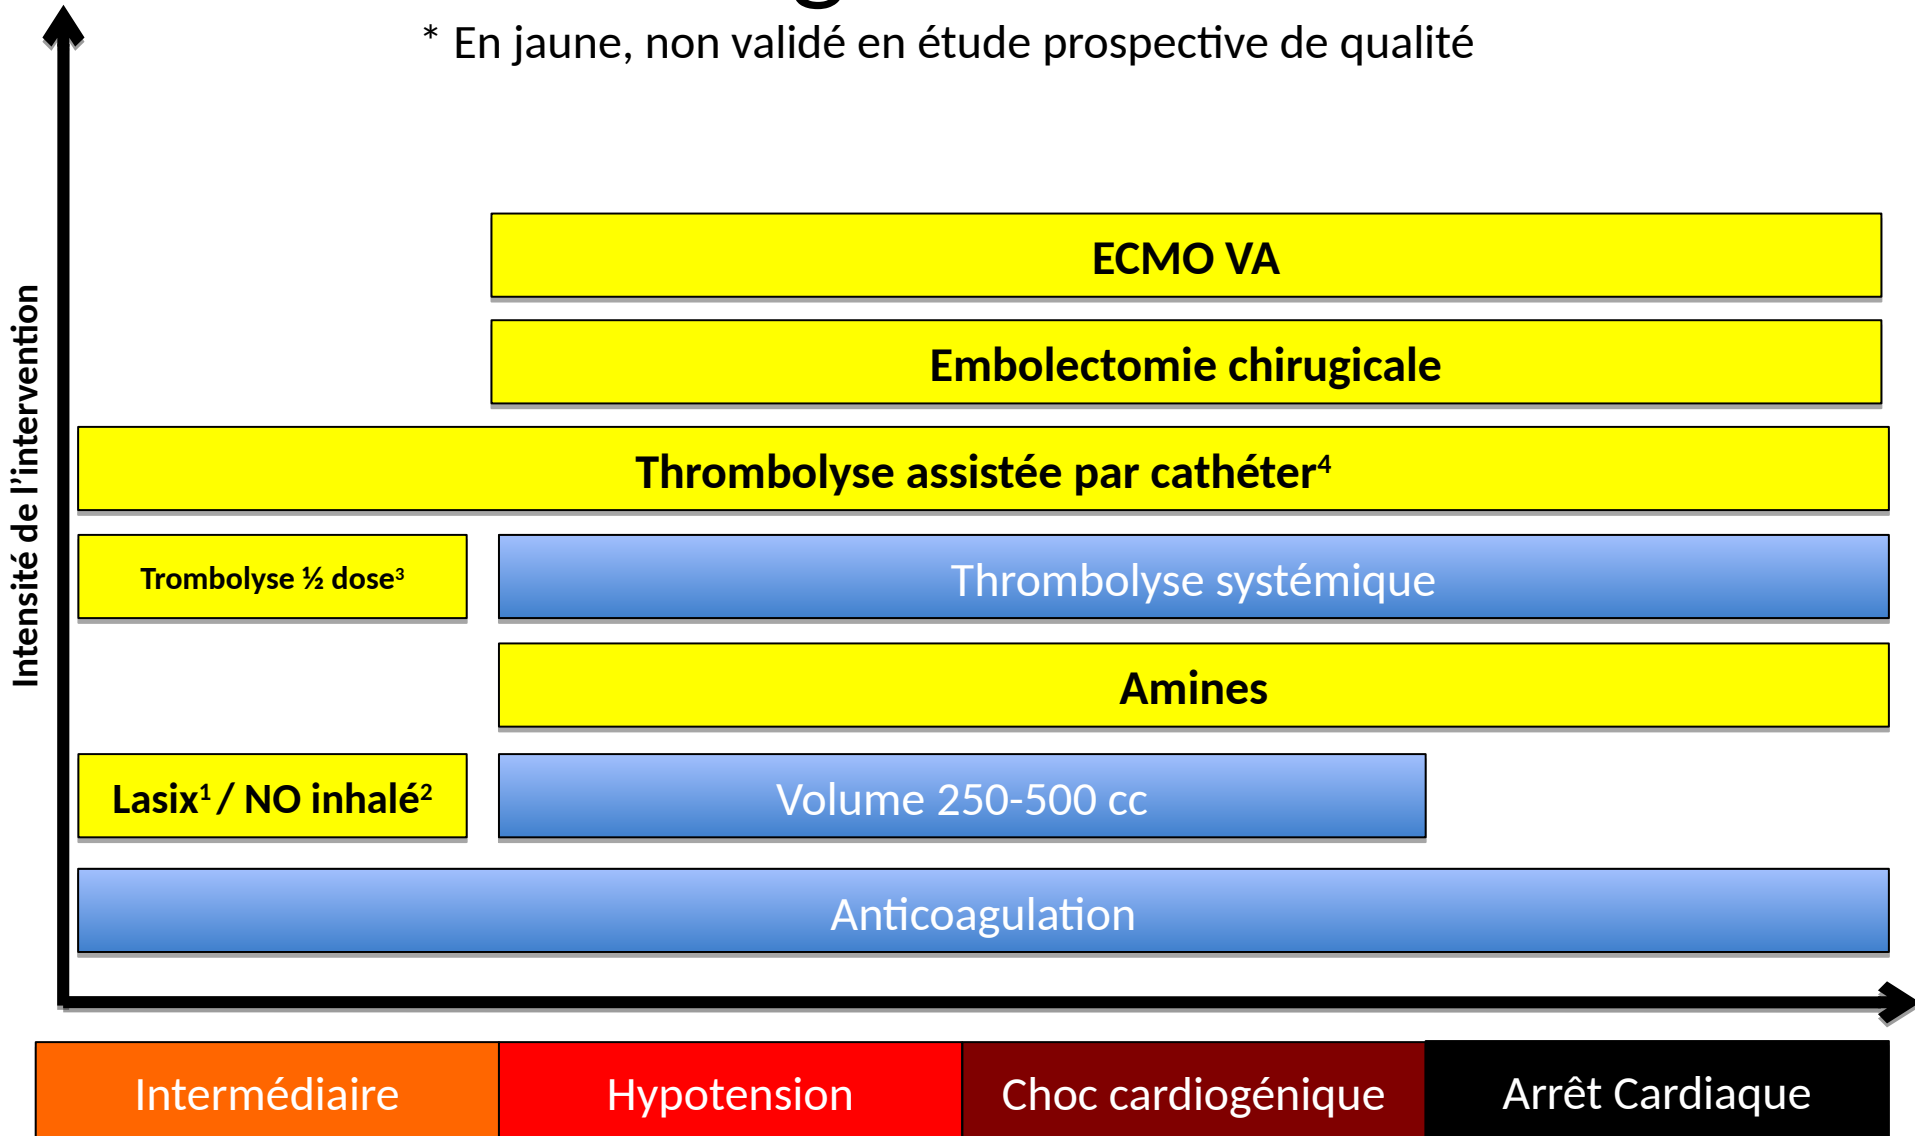 * En jaune, non validé en étude prospective de qualité
Intensité de l’intervention
ECMO VA
Embolectomie chirugicale
Thrombolyse assistée par cathéter⁴
Trombolyse ½ dose³
Thrombolyse systémique
Amines
Lasix¹ / NO inhalé²
Volume 250-500 cc
Anticoagulation
Intermédiaire
Hypotension
Choc cardiogénique
Arrêt Cardiaque